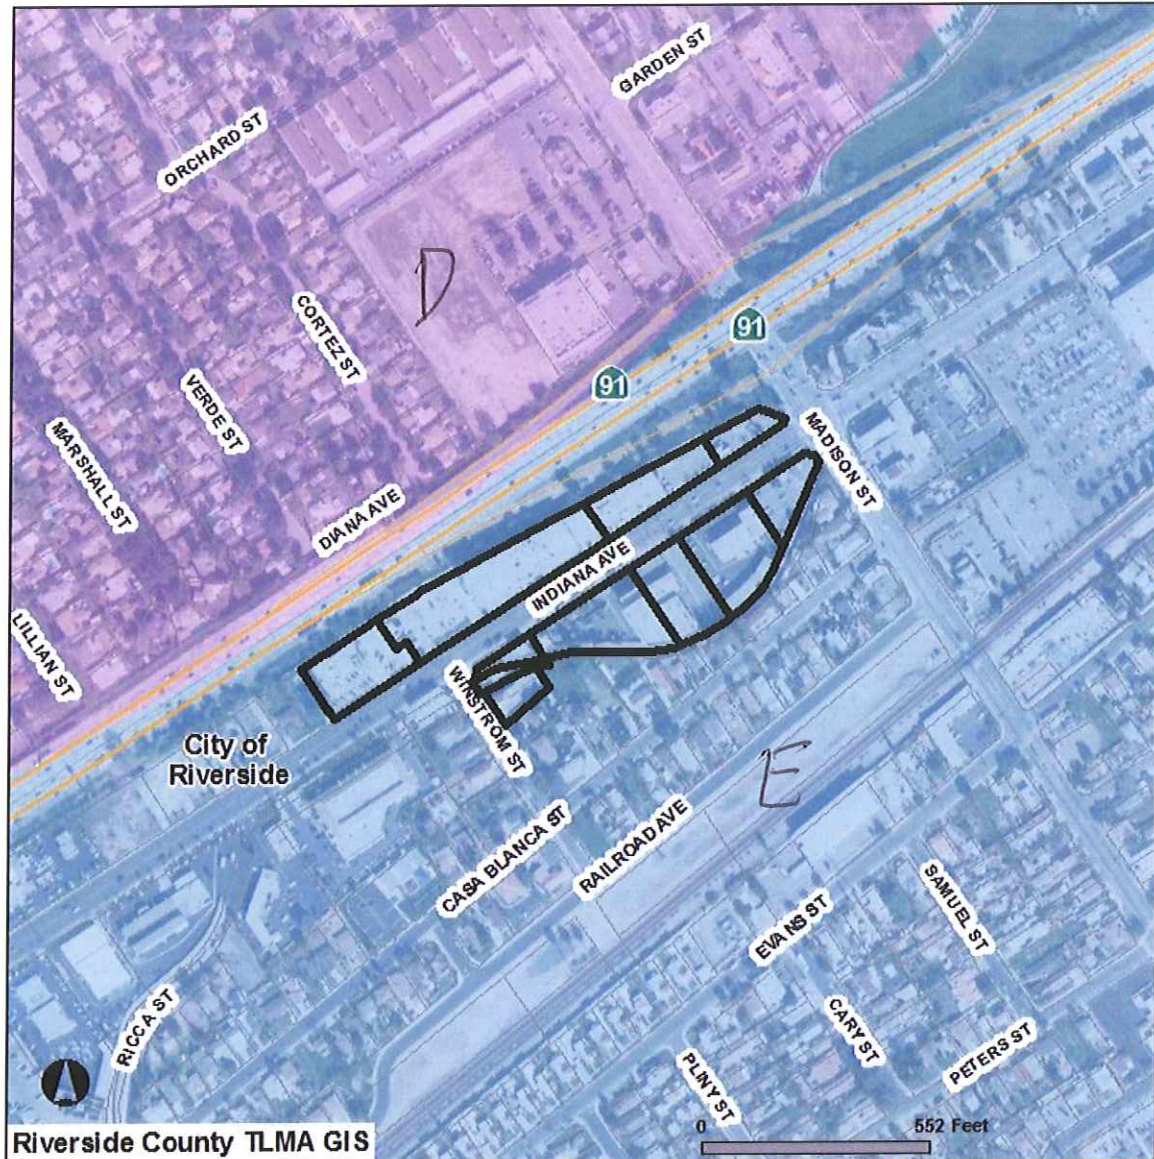 GARDEN ST
ORCHARD ST
D
CORTEZ ST
91
91
VERDE ST
MARSHALL ST
MADISON ST
DIANA AVE
INDIANA AVE
LILLIAN ST
WINSTROM ST
City of
Riverside
E
CASA BLANCA ST
RAILROAD AVE
SAMUEL ST
EVANS ST
RICCA ST
CARY ST
PETERS ST
PLINY ST
0 552 Feet
Riverside County TLMA GIS